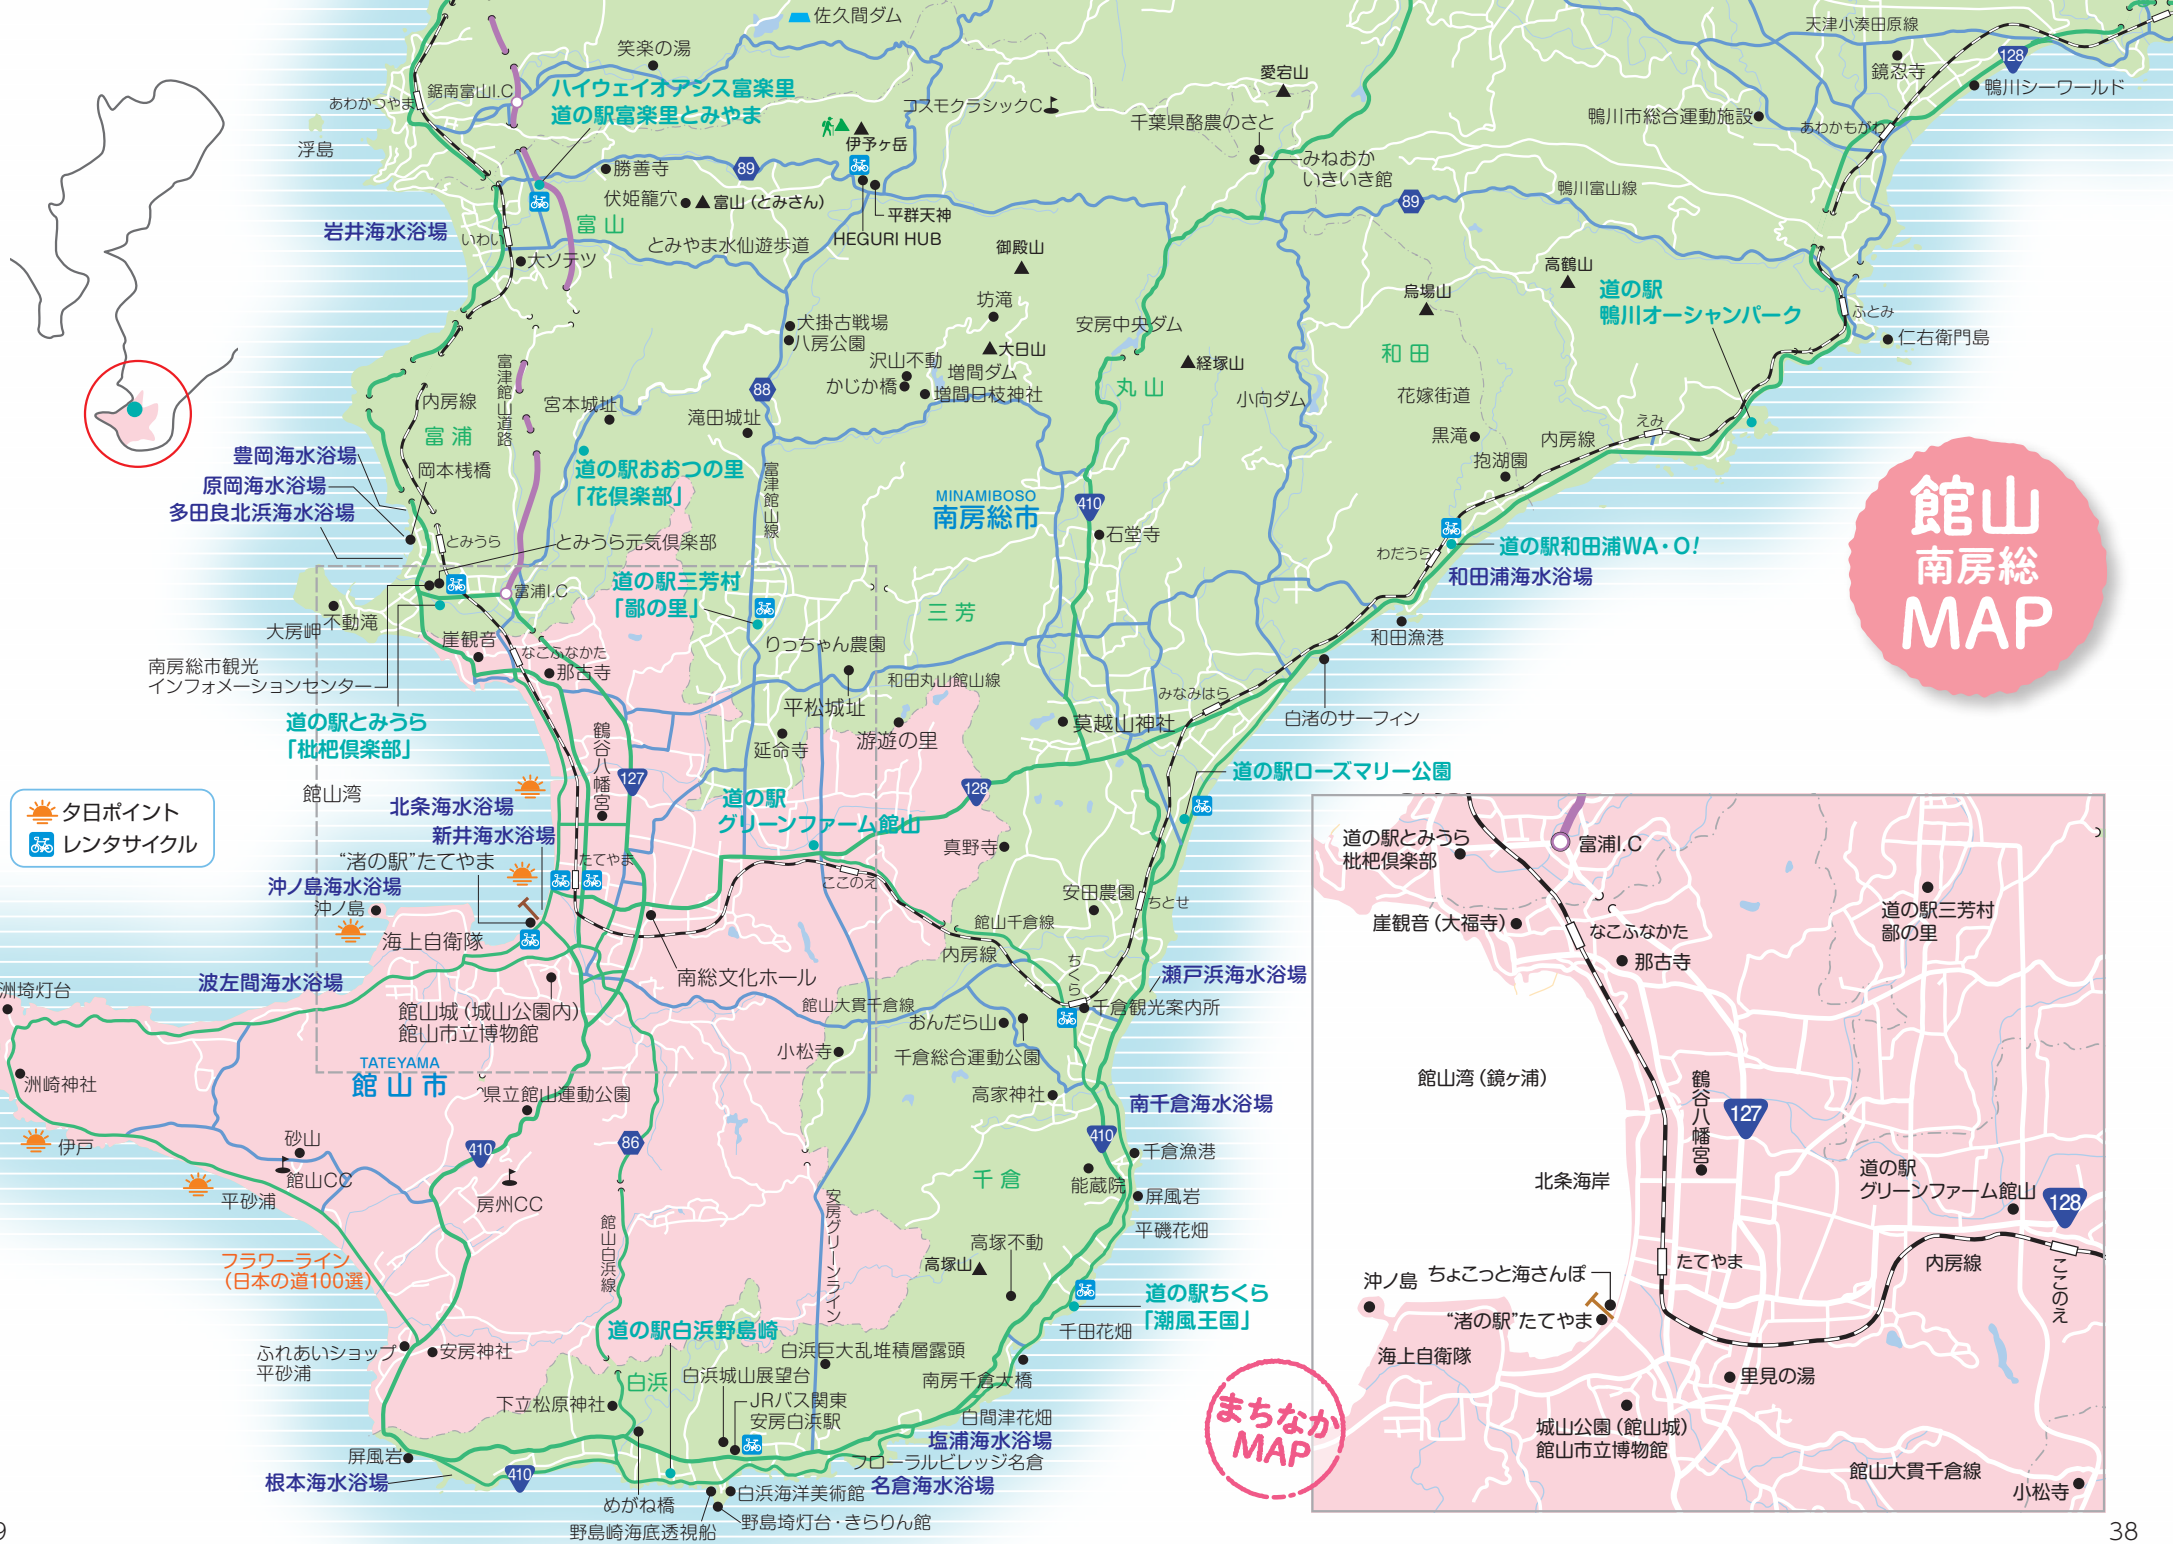 佐久間ダム
天津小湊田原線
笑楽の湯
128
鏡忍寺
愛宕山
鋸南富山I.C
あわかつやま
ハイウェイオアシス富楽里
道の駅富楽里とみやま
鴨川シーワールド
コスモクラシックC
千葉県酪農のさと
鴨川市総合運動施設
あわかもがわ
浮島
伊予ヶ岳
みねおか
いきいき館
勝善寺
89
伏姫籠穴
富山(とみさん)
鴨川富山線
89
富山
平群天神
HEGURI HUB
岩井海水浴場
いわい
とみやま水仙遊歩道
御殿山
大ソテツ
高鶴山
道の駅
鴨川オーシャンパーク
烏場山
坊滝
ふとみ
犬掛古戦場
八房公園
安房中央ダム
仁右衛門島
富津館山道路
沢山不動
大日山
経塚山
和田
かじか橋
増間ダム
増間日枝神社
丸山
88
内房線
宮本城址
滝田城址
小向ダム
花嫁街道
富浦
えみ
内房線
黒滝
抱湖園
豊岡海水浴場
原岡海水浴場
多田良北浜海水浴場
岡本桟橋
道の駅おおつの里
「花倶楽部」
富津館山線
MINAMIBOSO
南房総市
410
石堂寺
館山
南房総
MAP
とみうら
とみうら元気倶楽部
わだうら
道の駅和田浦WA・O!
和田浦海水浴場
富浦I.C
道の駅三芳村
「鄙の里」
三芳
大房岬
不動滝
崖観音
なこふなかた
那古寺
りっちゃん農園
和田漁港
南房総市観光
インフォメーションセンター
和田丸山館山線
みなみはら
平松城址
莫越山神社
白渚のサーフィン
道の駅とみうら
「枇杷倶楽部」
鶴谷八幡宮
延命寺
游遊の里
127
128
道の駅ローズマリー公園
夕日ポイント
レンタサイクル
館山湾
北条海水浴場
新井海水浴場
道の駅
グリーンファーム館山
真野寺
“渚の駅”たてやま
たてやま
ここのえ
沖ノ島海水浴場
沖ノ島
安田農園
ちとせ
館山千倉線
海上自衛隊
内房線
ちくら
波左間海水浴場
南総文化ホール
瀬戸浜海水浴場
洲埼灯台
館山城(城山公園内)
館山市立博物館
館山大貫千倉線
おんだら山
千倉観光案内所
小松寺
千倉総合運動公園
TATEYAMA
館山市
洲崎神社
県立館山運動公園
高家神社
南千倉海水浴場
伊戸
砂山
館山CC
410
86
410
千倉漁港
千倉
能蔵院
屏風岩
平砂浦
房州CC
安房グリーンライン
館山白浜線
平磯花畑
フラワーライン
(日本の道100選)
高塚不動
高塚山
道の駅ちくら
「潮風王国」
千田花畑
道の駅白浜野島崎
ふれあいショップ
平砂浦
安房神社
白浜巨大乱堆積層露頭
白浜城山展望台
南房千倉大橋
白浜
下立松原神社
JRバス関東
安房白浜駅
白間津花畑
塩浦海水浴場
屏風岩
フローラルビレッジ名倉
根本海水浴場
410
めがね橋
白浜海洋美術館
名倉海水浴場
野島埼灯台・きらりん館
野島崎海底透視船
まちなか
MAP
道の駅とみうら
枇杷倶楽部
富浦I.C
崖観音(大福寺)
なこふなかた
那古寺
道の駅三芳村
鄙の里
館山湾(鏡ヶ浦)
鶴谷八幡宮
127
北条海岸
道の駅
グリーンファーム館山
128
たてやま
内房線
ここのえ
沖ノ島
ちょこっと海さんぽ
“渚の駅”たてやま
海上自衛隊
里見の湯
城山公園(館山城)
館山市立博物館
館山大貫千倉線
小松寺
9
38